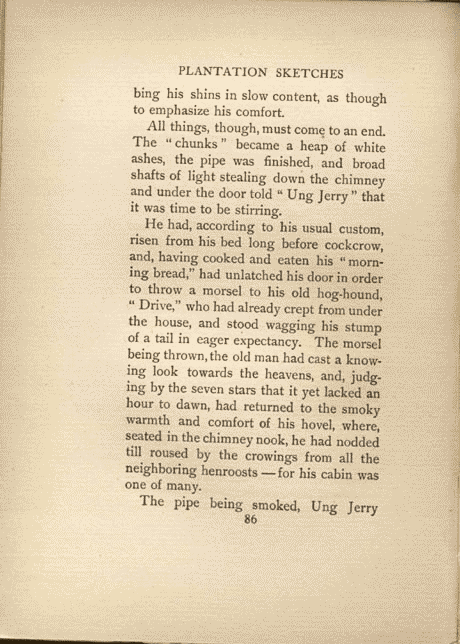 PLANTATION SKETCHES
bing his shins in slow content, as though
to emphasize his comfort.
All things, though, must come to an end.
The "chunks" became a heap of white
ashes, the pipe was finished, and broad
shafts of light stealing down the chimney
and under the door told "Ung Jerry" that
it was time to be stirring.
He had, according to his usual custom,
risen from his bed long before cockcrow,
and, having cooked and eaten his "morn-
ing bread," had unlatched his door in order
to throw a morsel to his old hog-hound,
"Drive," who had already crept from under
the house, and stood wagging his stump
of a tail in eager expectancy. The morsel
being thrown, the old man had cast a know-
ing look towards the heavens, and, judg-
ing by the seven stars that it yet lacked an
hour to dawn, had returned to the smoky
warmth and comfort of his hovel, where,
seated in the chimney nook, he had nodded
till roused by the crowings from all the
neighboring henroosts — for his cabin was
one of many.
The pipe being smoked, Ung Jerry
86